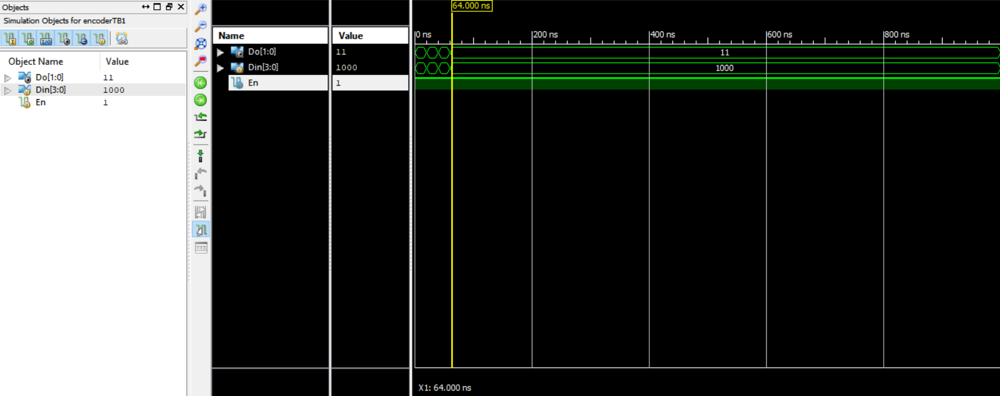 Objects
Simulation Objects for encoderTB1
Object Name Value
Do[1:0] 11
Din[3:0] 1000
En 1
64.000 ns
Name Value
0 ns 200 ns 400 ns 600 ns 800 ns
Do[1:0] 11 11
Din[3:0] 1000 1000
En 1
X1: 64.000 ns